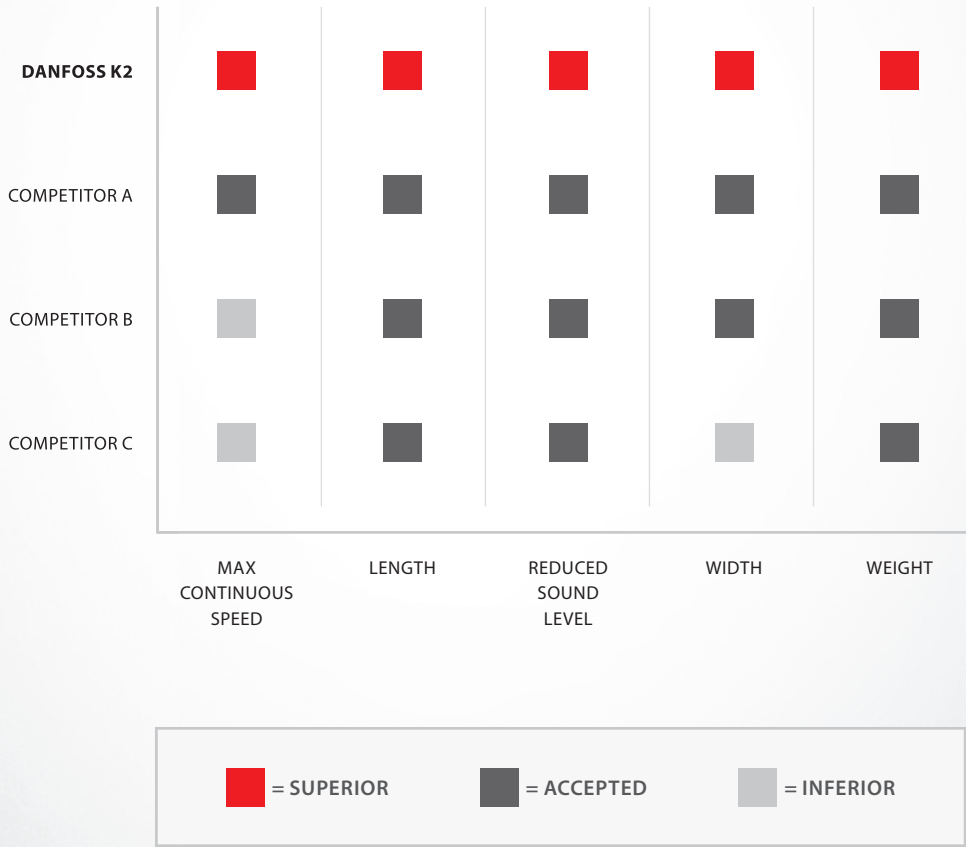 DANFOSS K2
COMPETITOR A
COMPETITOR B
COMPETITOR C
MAX
CONTINUOUS
SPEED
LENGTH
REDUCED
SOUND
LEVEL
WIDTH
WEIGHT
= SUPERIOR
= ACCEPTED
= INFERIOR